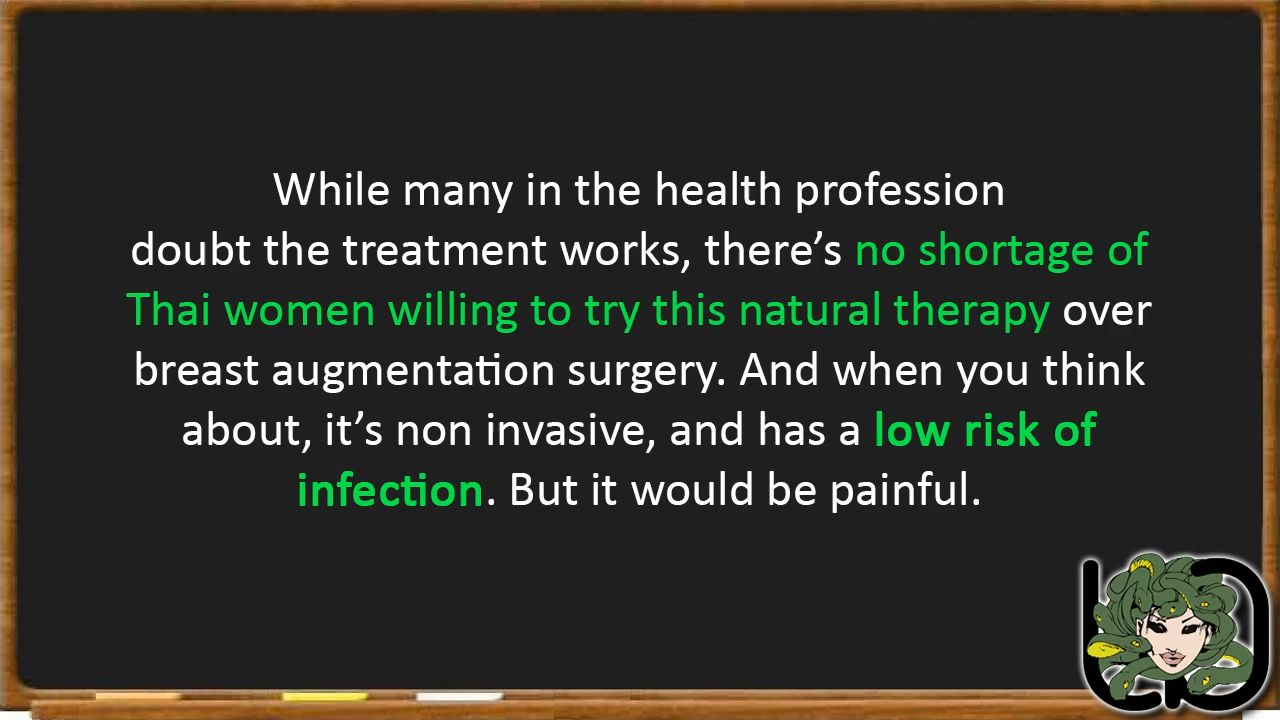 While many in the health profession
doubt the treatment works, there’s no shortage of
Thai women willing to try this natural therapy over
breast augmentation surgery. And when you think
about, it’s non invasive, and has a low risk of
infection. But it would be painful.